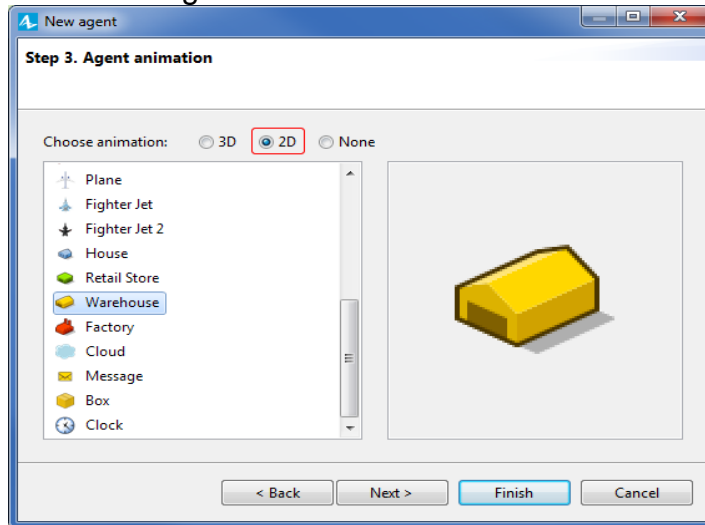 New agent
Step 3. Agent animation
Choose animation: 3D 2D None
Plane
Fighter Jet
Fighter Jet 2
House
Retail Store
Warehouse
Factory
Cloud
Message
Box
Clock
< Back Next > Finish Cancel